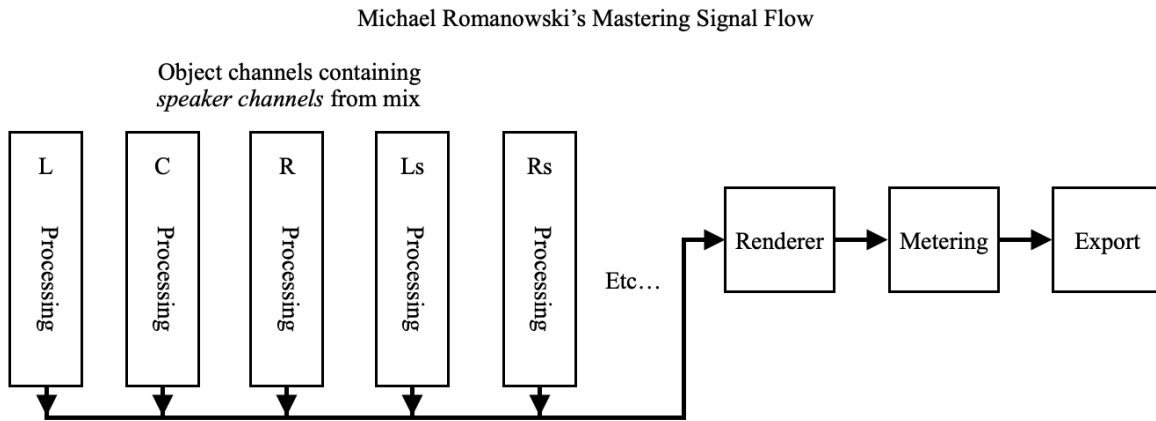 Michael Romanowski’s Mastering Signal Flow
Object channels containing
speaker channels from mix
L
Processing
C
Processing
R
Processing
Ls
Processing
Rs
Processing
Etc…
Renderer
Metering
Export